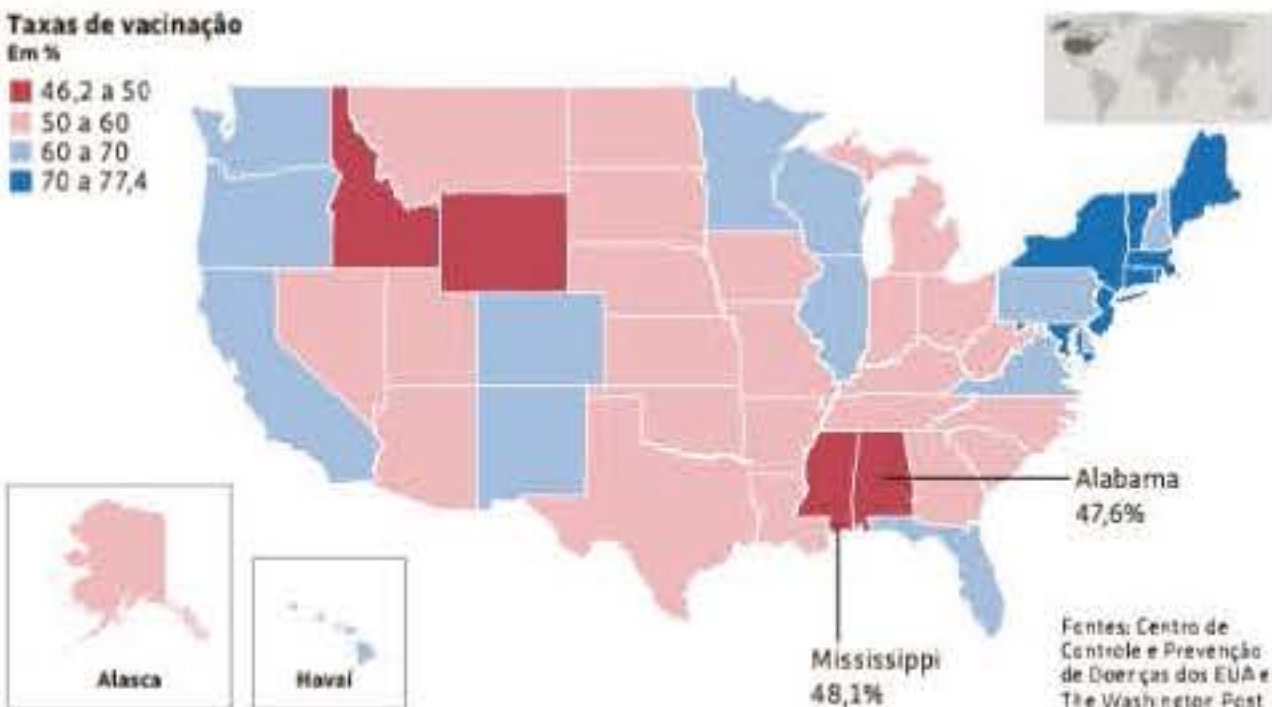 Taxas de vacinação
Em %
46,2 a 50
50 a 60
60 a 70
70 a 77,4
Alabama
47,6%
Mississippi
48,1%
Alasca
Havaí
Fontes: Centro de
Controle e Prevenção
de Doenças dos EUA e
The Washington Post